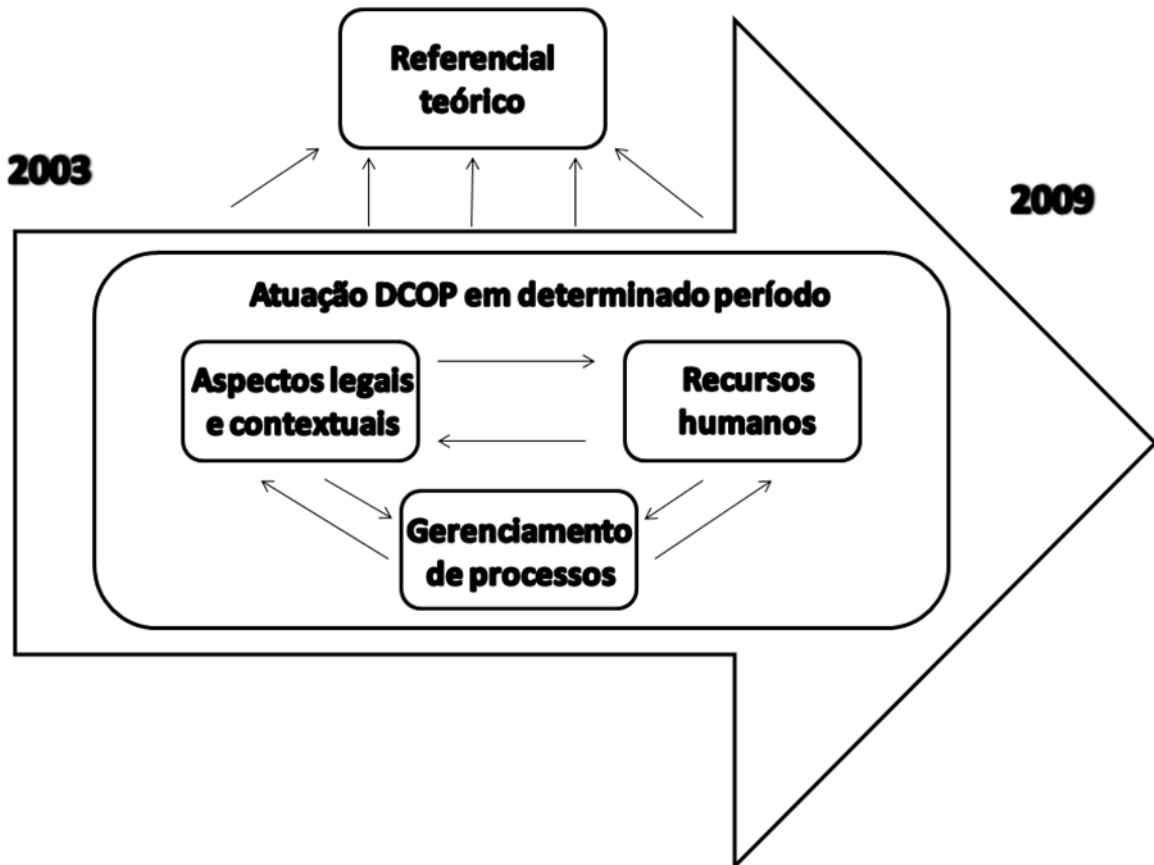 Referencial
teórico
2003
2009
Atuação DCOP em determinado período
Aspectos legais
e contextuais
Recursos
humanos
Gerenciamento
de processos